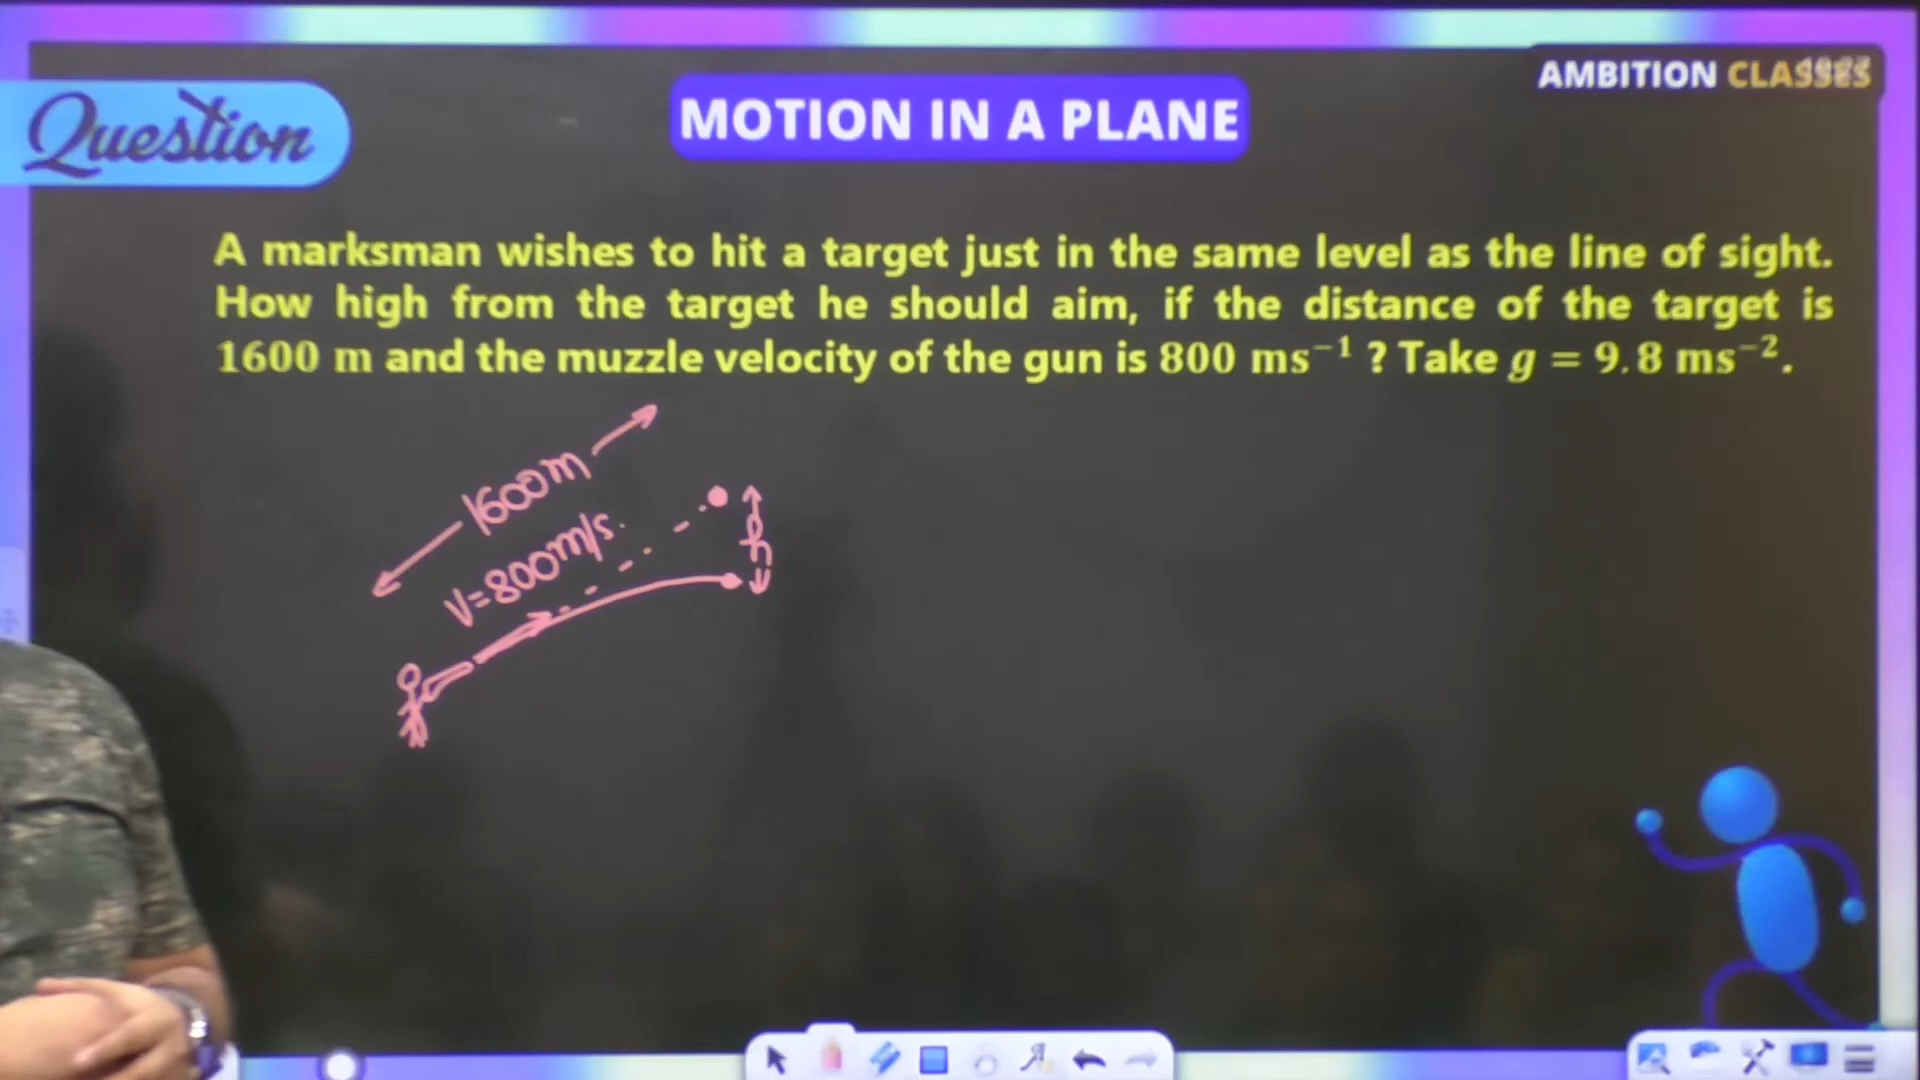 AMBITION CLASSES
Question
MOTION IN A PLANE
A marksman wishes to hit a target just in the same level as the line of sight.
How high from the target he should aim, if the distance of the target is
1600 m and the muzzle velocity of the gun is 800 ms⁻¹ ? Take g = 9.8 ms⁻².
1600m
V=800m/s.
h